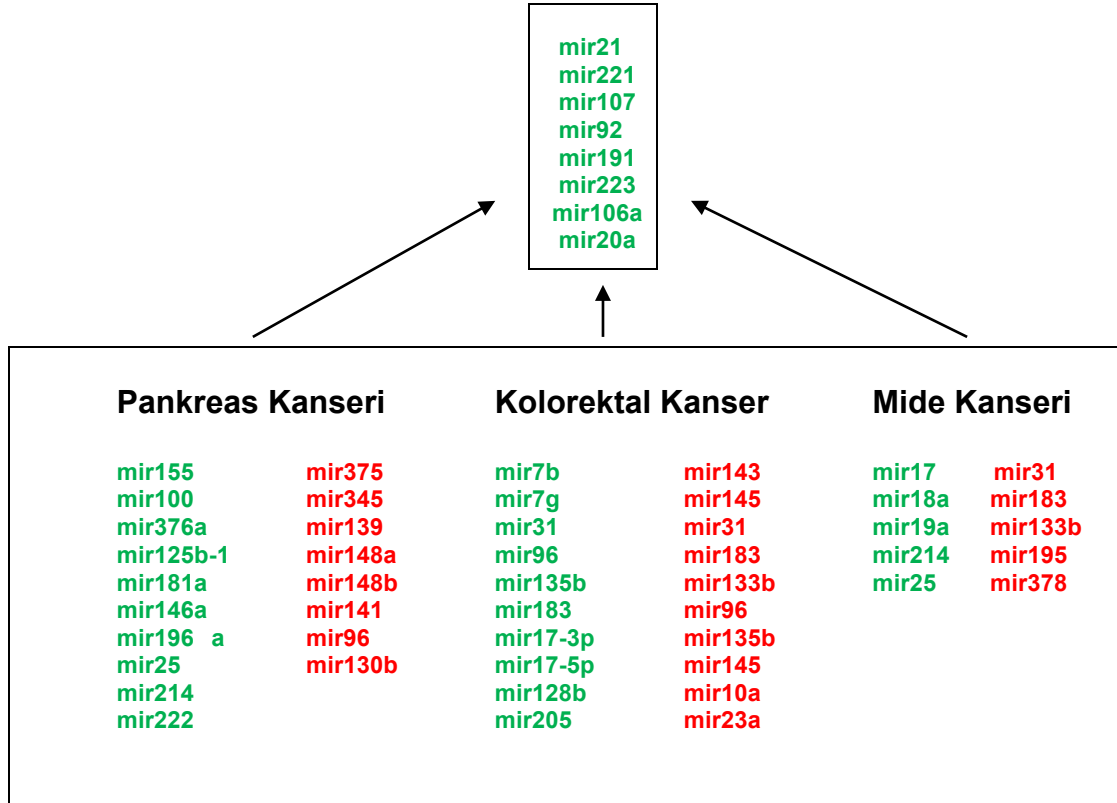 mir21
mir221
mir107
mir92
mir191
mir223
mir106a
mir20a
Pankreas Kanseri Kolorektal Kanser Mide Kanseri
mir155 mir375 mir7b mir143 mir17 mir31
mir100 mir345 mir7g mir145 mir18a mir183
mir376a mir139 mir31 mir31 mir19a mir133b
mir125b-1 mir148a mir96 mir183 mir214 mir195
mir181a mir148b mir135b mir133b mir25 mir378
mir146a mir141 mir183 mir96
mir196 a mir96 mir17-3p mir135b
mir25 mir130b mir17-5p mir145
mir214 mir128b mir10a
mir222 mir205 mir23a